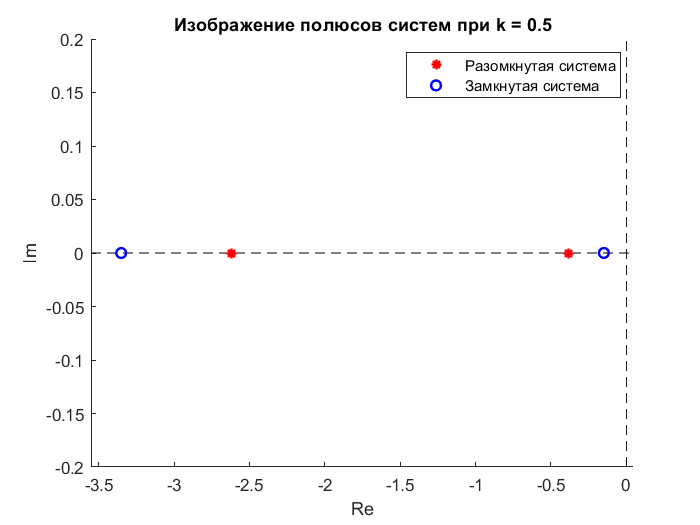 Изображение полюсов систем при k = 0.5
Разомкнутая система
Замкнутая система
0.2
0.15
0.1
0.05
0
-0.05
-0.1
-0.15
-0.2
Im
-3.5 -3 -2.5 -2 -1.5 -1 -0.5 0
Re